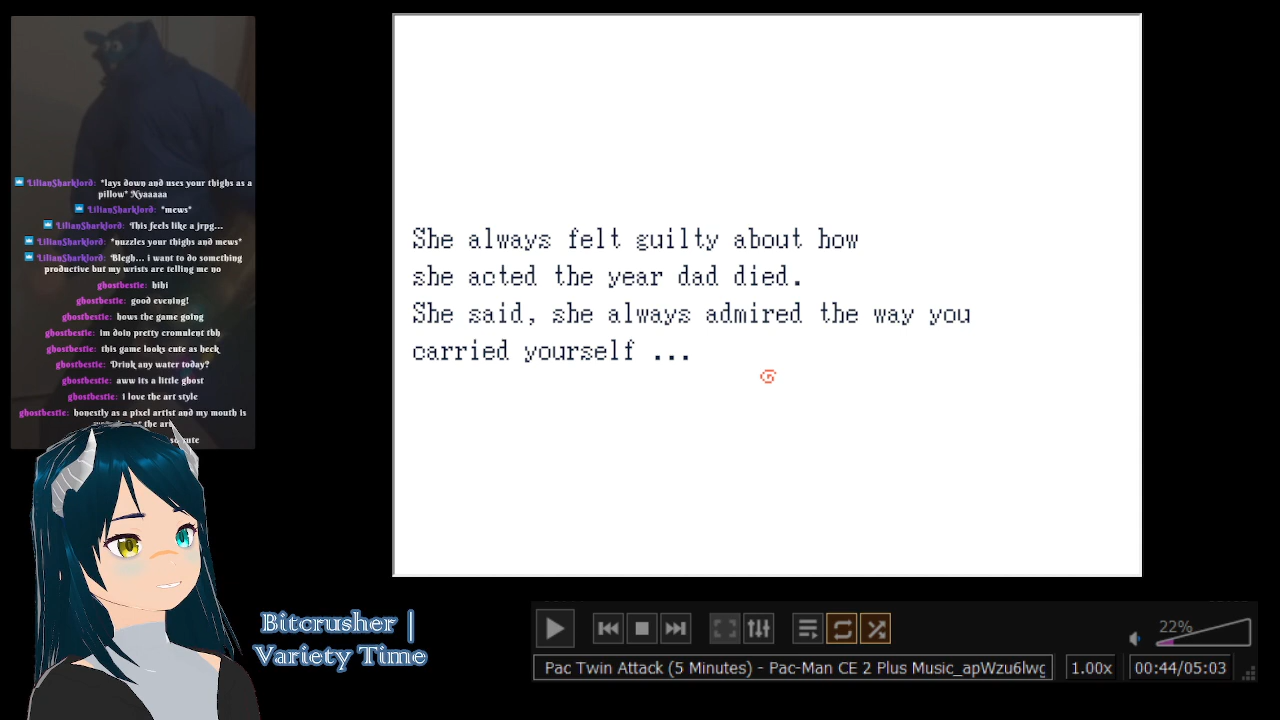 LilianSharklord: *lays down and uses your thighs as a
pillow* Nyaaaaa
LilianSharklord: *mews*
LilianSharklord: This feels like a jrpg...
LilianSharklord: *nuzzles your thighs and mews*
LilianSharklord: Blegh... i want to do something
productive but my wrists are telling me no
ghostbestie: hihi
ghostbestie: good evening!
ghostbestie: hows the game going
ghostbestie: im doin pretty cromulent tbh
ghostbestie: this game looks cute as heck
ghostbestie: Drink any water today?
ghostbestie: aww its a little ghost
ghostbestie: i love the art style
ghostbestie: honestly as a pixel artist and my mouth is
the art
cute
She always felt guilty about how
she acted the year dad died.
She said, she always admired the way you
carried yourself ...
Bitcrusher |
Variety Time
22%
Pac Twin Attack (5 Minutes) - Pac-Man CE 2 Plus Music_apWzu6lwg
1.00x
00:44/05:03